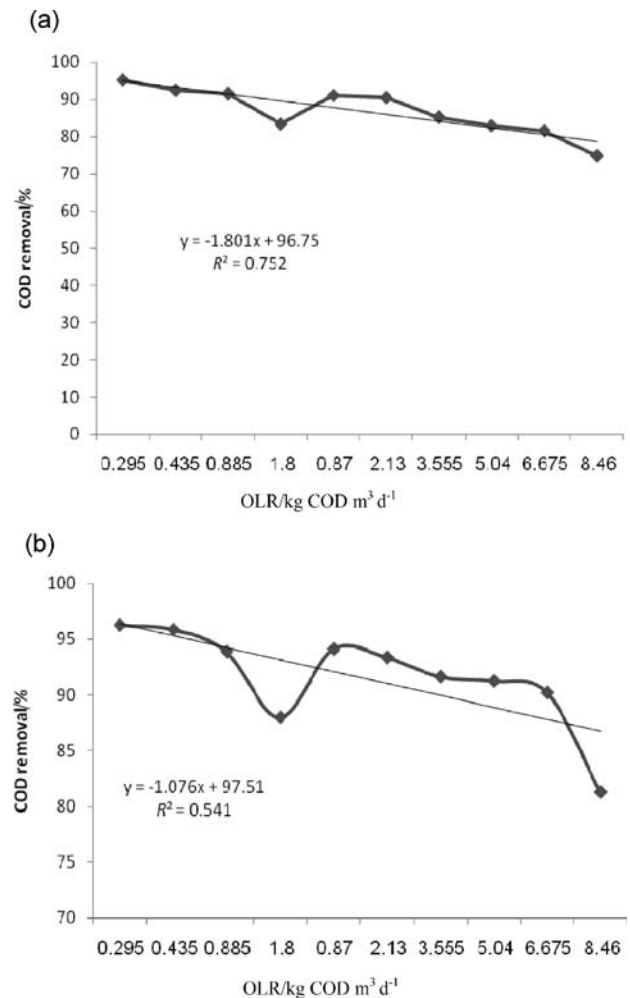 (a)
100
90
80
70
60
50
40
30
20
10
0
COD removal/%
y = -1.801x + 96.75
R² = 0.752
0.295 0.435 0.885 1.8 0.87 2.13 3.555 5.04 6.675 8.46
OLR/kg COD m³ d⁻¹
(b)
100
95
90
85
80
75
70
COD removal/%
y = -1.076x + 97.51
R² = 0.541
0.295 0.435 0.885 1.8 0.87 2.13 3.555 5.04 6.675 8.46
OLR/kg COD m³ d⁻¹